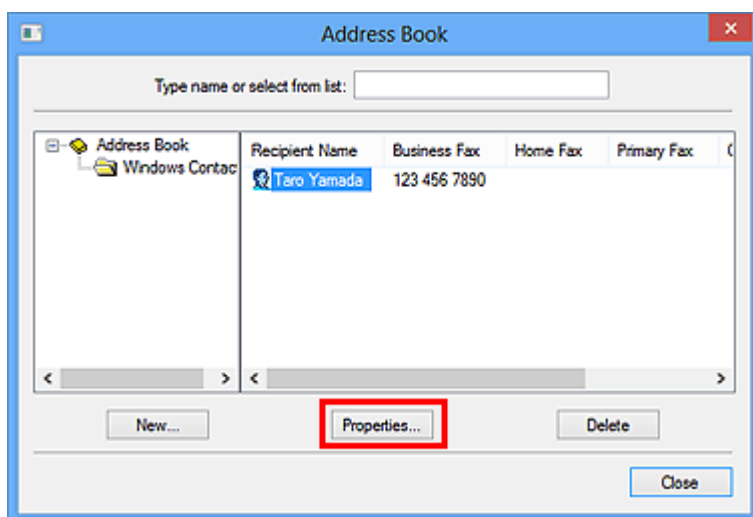 Address Book
Type name or select from list:
Address Book
Windows Contac
Recipient Name Business Fax Home Fax Primary Fax
Taro Yamada 123 456 7890
New... Properties... Delete
Close